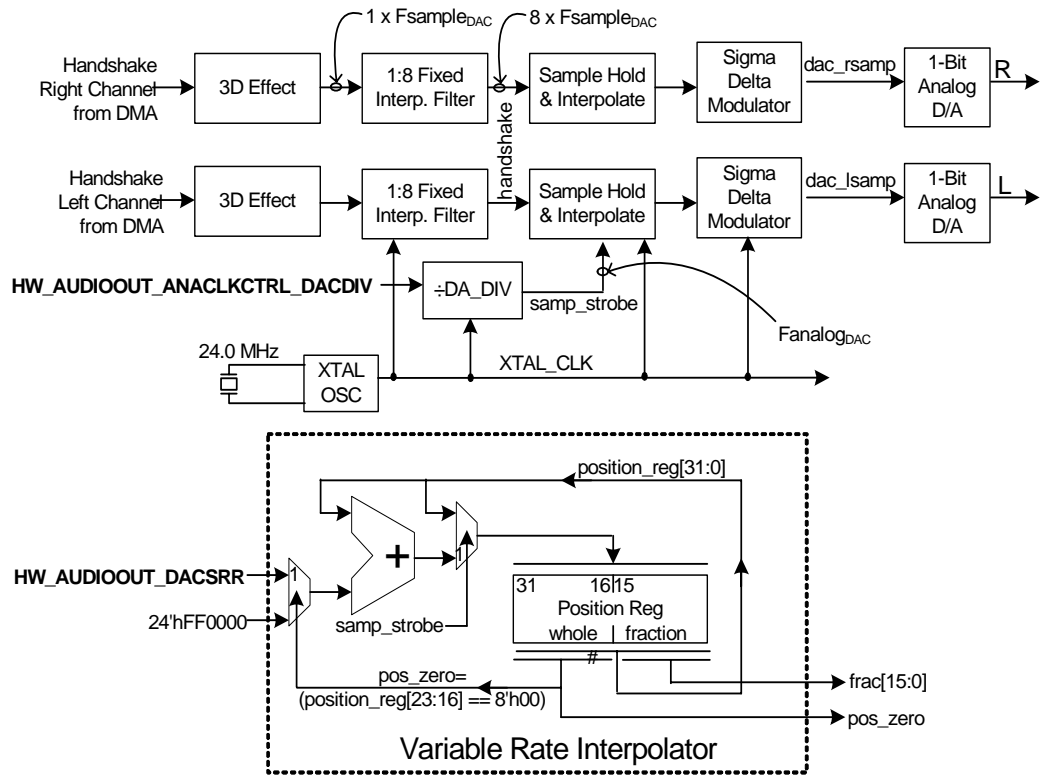 1 x FsampleDAC
8 x FsampleDAC
Handshake
Right Channel
from DMA
3D Effect
1:8 Fixed
Interp. Filter
Sample Hold
& Interpolate
Sigma
Delta
Modulator
dac_rsamp
1-Bit
Analog
D/A
R
handshake
Handshake
Left Channel
from DMA
3D Effect
1:8 Fixed
Interp. Filter
Sample Hold
& Interpolate
Sigma
Delta
Modulator
dac_lsamp
1-Bit
Analog
D/A
L
HW_AUDIOOUT_ANACLKCTRL_DACDIV
÷DA_DIV
samp_strobe
FanalogDAC
24.0 MHz
XTAL
OSC
XTAL_CLK
position_reg[31:0]
+
1
HW_AUDIOOUT_DACSRR
1
24'hFF0000
samp_strobe
31 16 15
Position Reg
whole fraction
#
pos_zero=
(position_reg[23:16] == 8'h00)
frac[15:0]
pos_zero
Variable Rate Interpolator